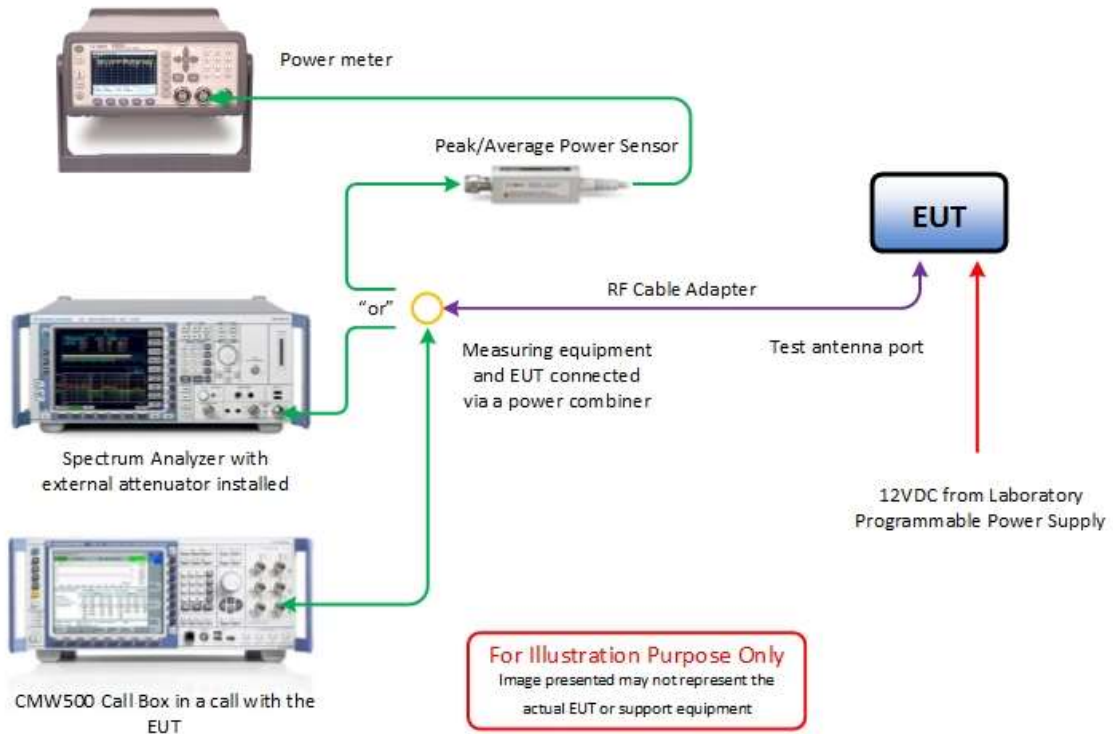 Power meter
Peak/Average Power Sensor
EUT
"or"
RF Cable Adapter
Measuring equipment
and EUT connected
via a power combiner
Test antenna port
Spectrum Analyzer with
external attenuator installed
12VDC from Laboratory
Programmable Power Supply
CMW500 Call Box in a call with the
EUT
For Illustration Purpose Only
Image presented may not represent the
actual EUT or support equipment